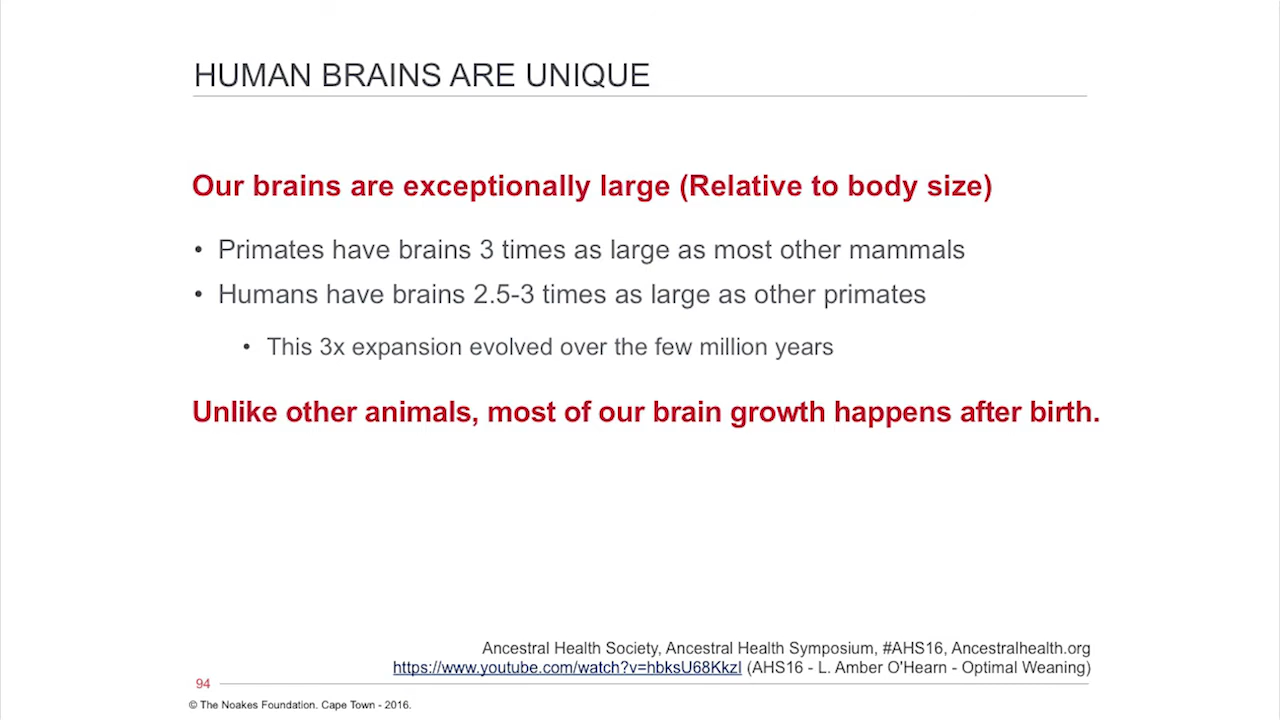 HUMAN BRAINS ARE UNIQUE
Our brains are exceptionally large (Relative to body size)
• Primates have brains 3 times as large as most other mammals
• Humans have brains 2.5-3 times as large as other primates
• This 3x expansion evolved over the few million years
Unlike other animals, most of our brain growth happens after birth.
Ancestral Health Society, Ancestral Health Symposium, #AHS16, Ancestralhealth.org
https://www.youtube.com/watch?v=hbksU68KkzI (AHS16 - L. Amber O'Hearn - Optimal Weaning)
94
© The Noakes Foundation. Cape Town - 2016.